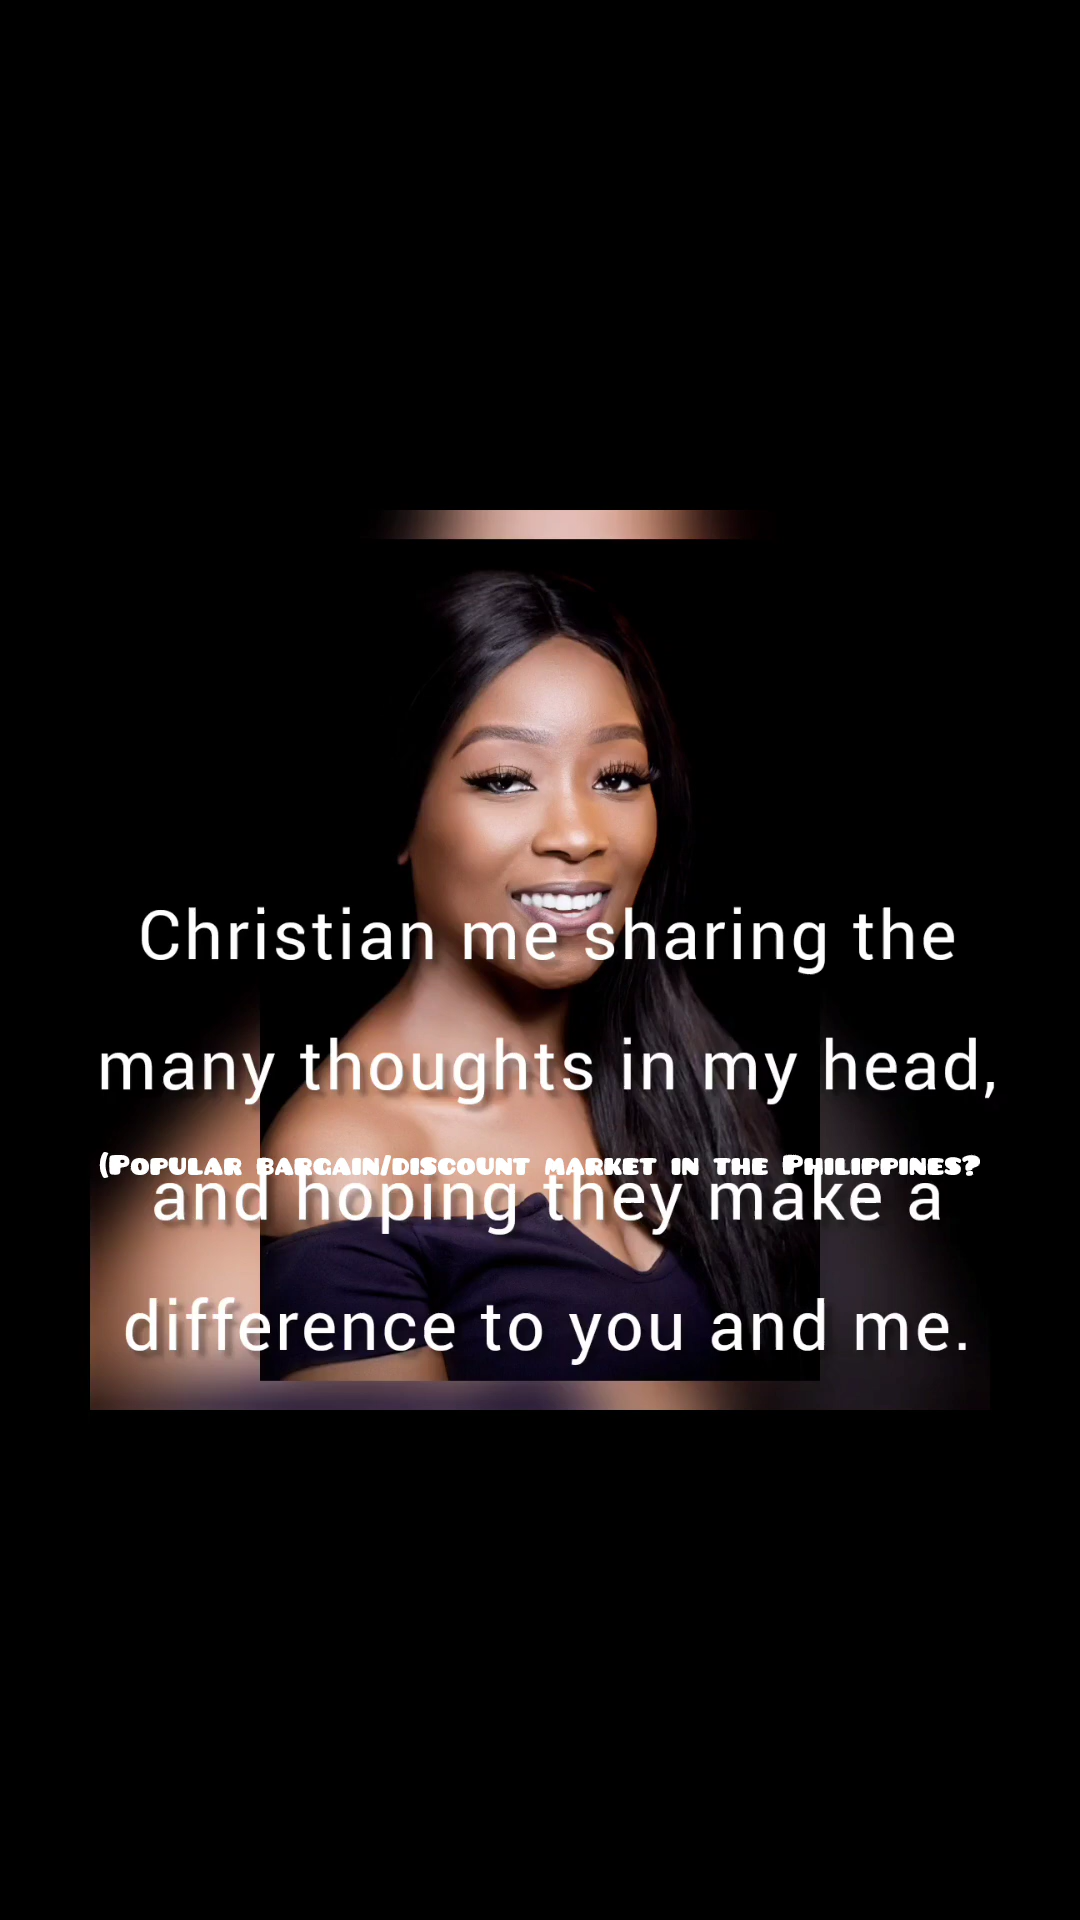 Christian me sharing the
many thoughts in my head,
(Popular bargain/discount market in the Philippines?
and hoping they make a
difference to you and me.